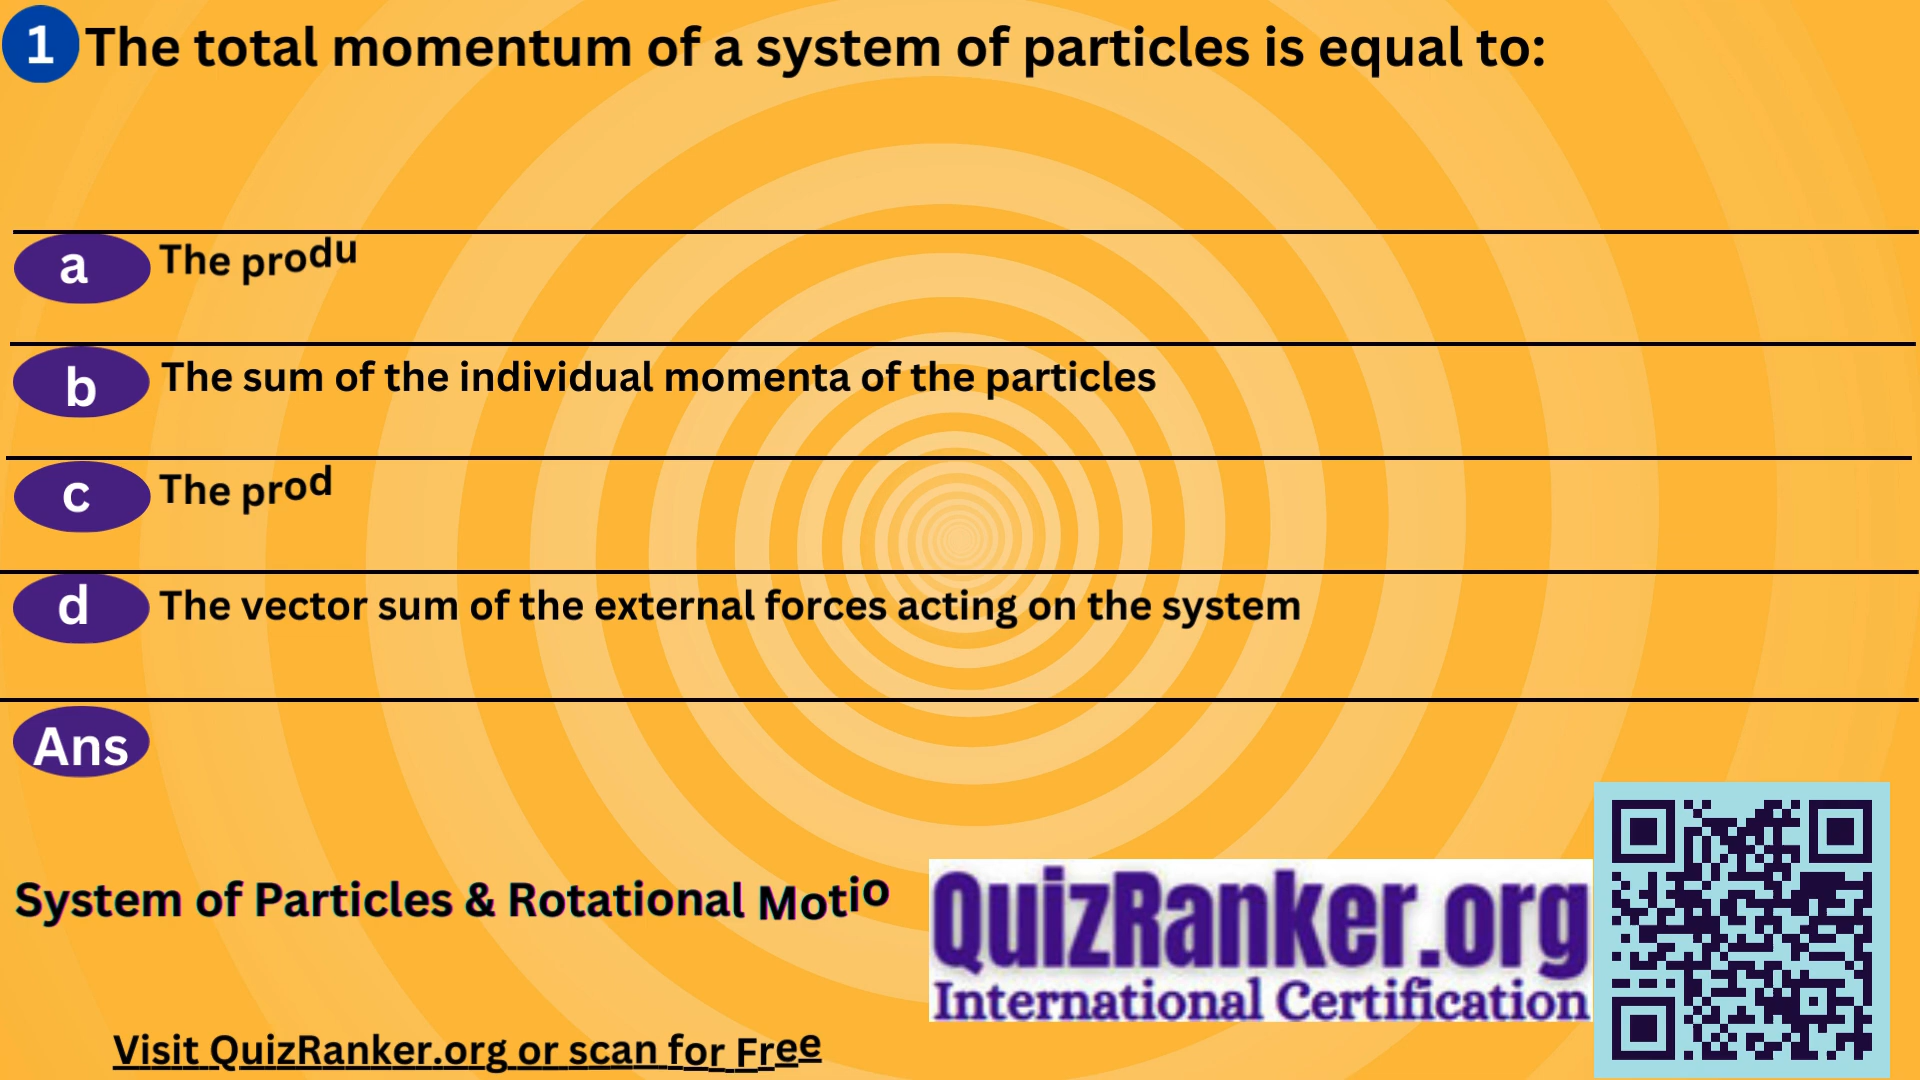 1 The total momentum of a system of particles is equal to:
a The produ
b The sum of the individual momenta of the particles
c The prod
d The vector sum of the external forces acting on the system
Ans
System of Particles & Rotational Motio
QuizRanker.org
International Certification
Visit QuizRanker.org or scan for Free